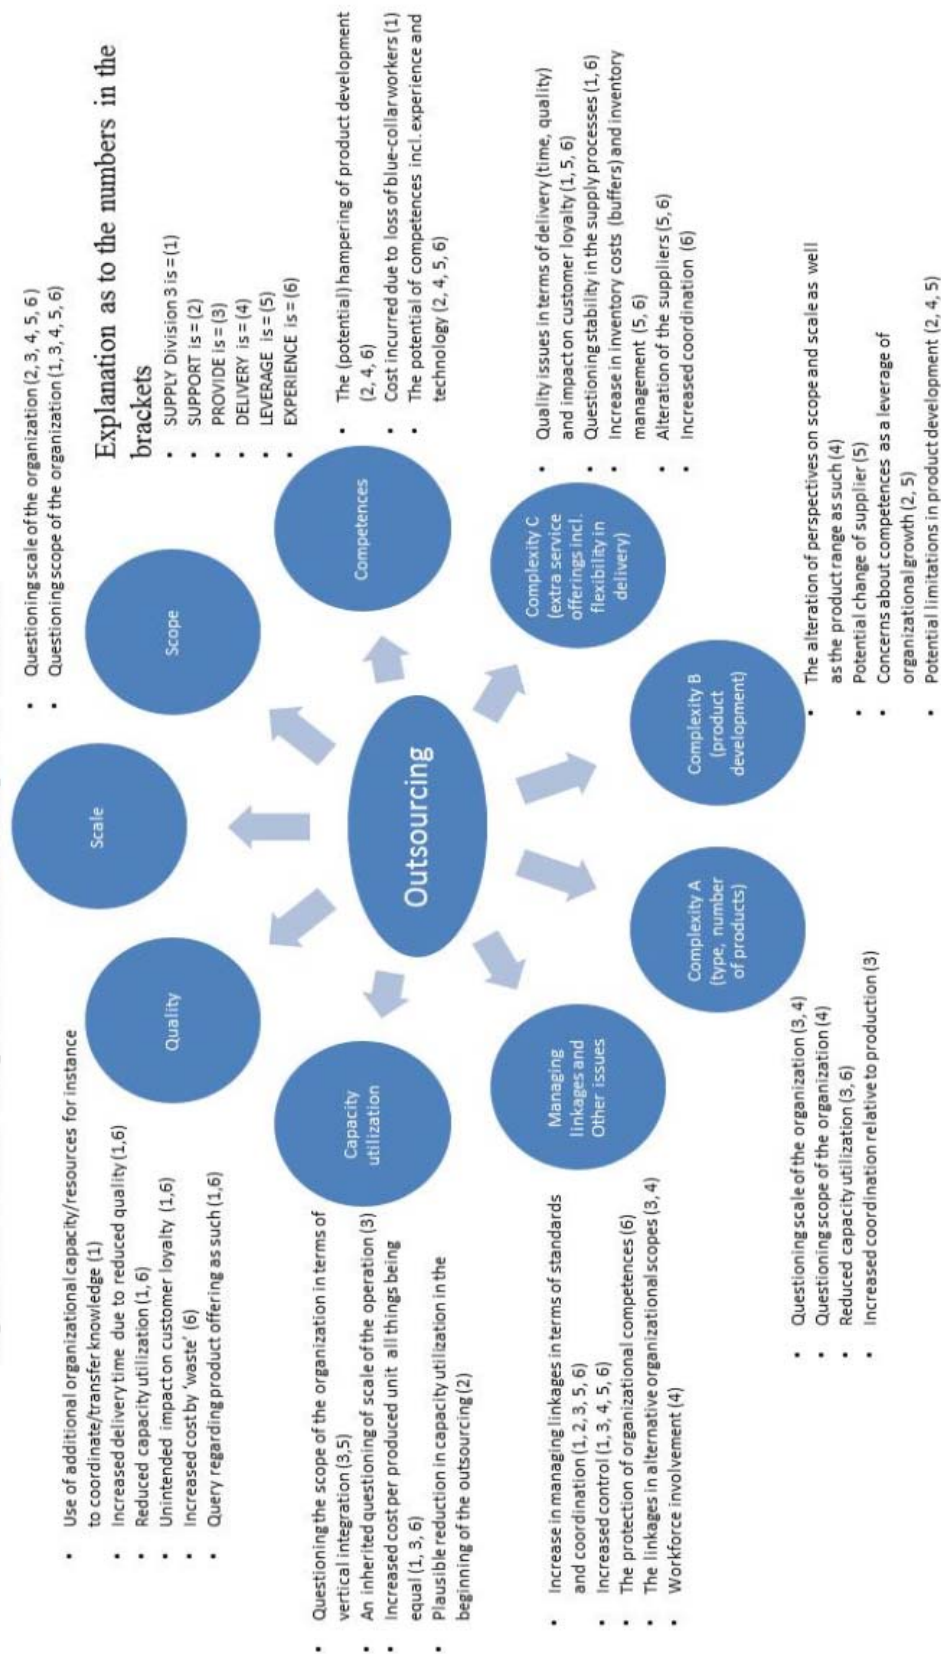 Questioning scale of the organization (2, 3, 4, 5, 6)
Questioning scope of the organization (1, 3, 4, 5, 6)
Explanation as to the numbers in the
brackets
SUPPLY Division 3 is = (1)
SUPPORT is = (2)
PROVIDE is = (3)
DELIVERY is = (4)
LEVERAGE is = (5)
EXPERIENCE is = (6)
Use of additional organizational capacity/resources for instance
to coordinate/transfer knowledge (1)
Increased delivery time due to reduced quality (1,6)
Reduced capacity utilization (1, 6)
Unintended impact on customer loyalty (1,6)
Increased cost by 'waste' (6)
Query regarding product offering as such (1,6)
Scale
Quality
Scope
Capacity
utilization
Competences
Outsourcing
Questioning the scope of the organization in terms of
vertical integration (3,5)
An inherited questioning of scale of the operation (3)
Increased cost per produced unit all things being
equal (1, 3, 6)
Plausible reduction in capacity utilization in the
beginning of the outsourcing (2)
The (potential) hampering of product development
(2, 4, 6)
Cost incurred due to loss of blue-collar workers (1)
The potential of competences incl. experience and
technology (2, 4, 5, 6)
Managing
linkages and
Other issues
Complexity C
(extra service
offerings incl.
flexibility in
delivery)
Increase in managing linkages in terms of standards
and coordination (1, 2, 3, 5, 6)
Increased control (1, 3, 4, 5, 6)
The protection of organizational competences (6)
The linkages in alternative organizational scopes (3, 4)
Workforce involvement (4)
Quality issues in terms of delivery (time, quality)
and impact on customer loyalty (1, 5, 6)
Questioning stability in the supply processes (1, 6)
Increase in inventory costs (buffers) and inventory
management (5, 6)
Alteration of the suppliers (5, 6)
Increased coordination (6)
Complexity A
(type, number
of products)
Complexity B
(product
development)
Questioning scale of the organization (3, 4)
Questioning scope of the organization (4)
Reduced capacity utilization (3, 6)
Increased coordination relative to production (3)
The alteration of perspectives on scope and scale as well
as the product range as such (4)
Potential change of supplier (5)
Concerns about competences as a leverage of
organizational growth (2, 5)
Potential limitations in product development (2, 4, 5)